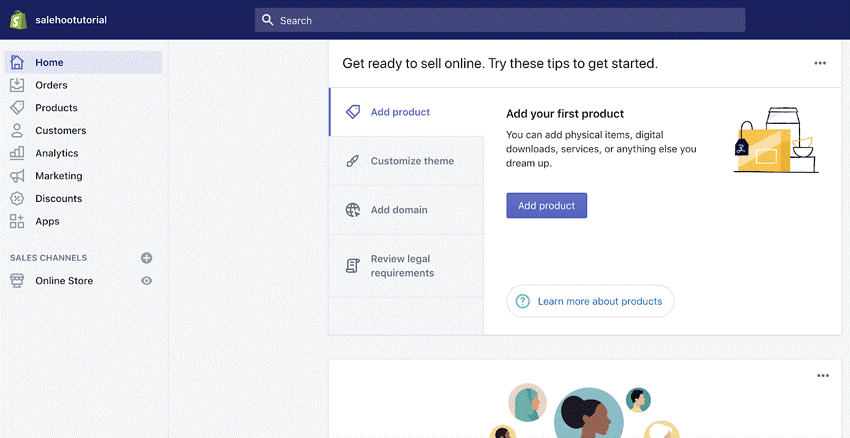 salehootutorial
Search
Home
Orders
Products
Customers
Analytics
Marketing
Discounts
Apps
SALES CHANNELS
Online Store
Get ready to sell online. Try these tips to get started.
Add product
Customize theme
Add domain
Review legal
requirements
Add your first product
You can add physical items, digital
downloads, services, or anything else you
dream up.
Add product
Learn more about products